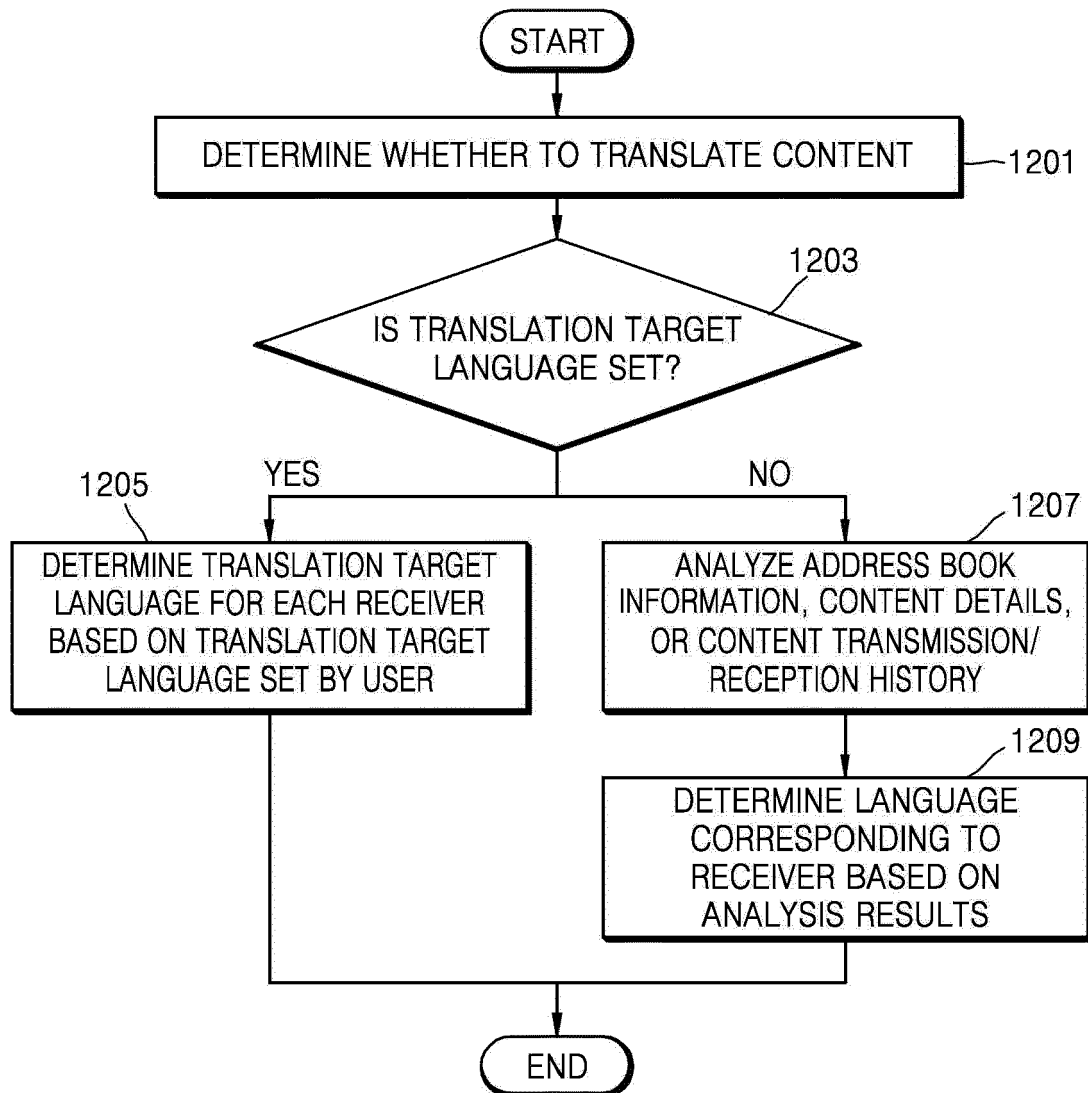 START
DETERMINE WHETHER TO TRANSLATE CONTENT
1201
1203
IS TRANSLATION TARGET
LANGUAGE SET?
YES
NO
1205
DETERMINE TRANSLATION TARGET
LANGUAGE FOR EACH RECEIVER
BASED ON TRANSLATION TARGET
LANGUAGE SET BY USER
1207
ANALYZE ADDRESS BOOK
INFORMATION, CONTENT DETAILS,
OR CONTENT TRANSMISSION/
RECEPTION HISTORY
1209
DETERMINE LANGUAGE
CORRESPONDING TO
RECEIVER BASED ON
ANALYSIS RESULTS
END